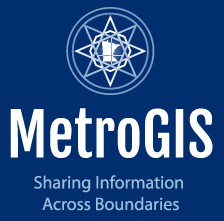 MetroGIS
Sharing Information
Across Boundaries